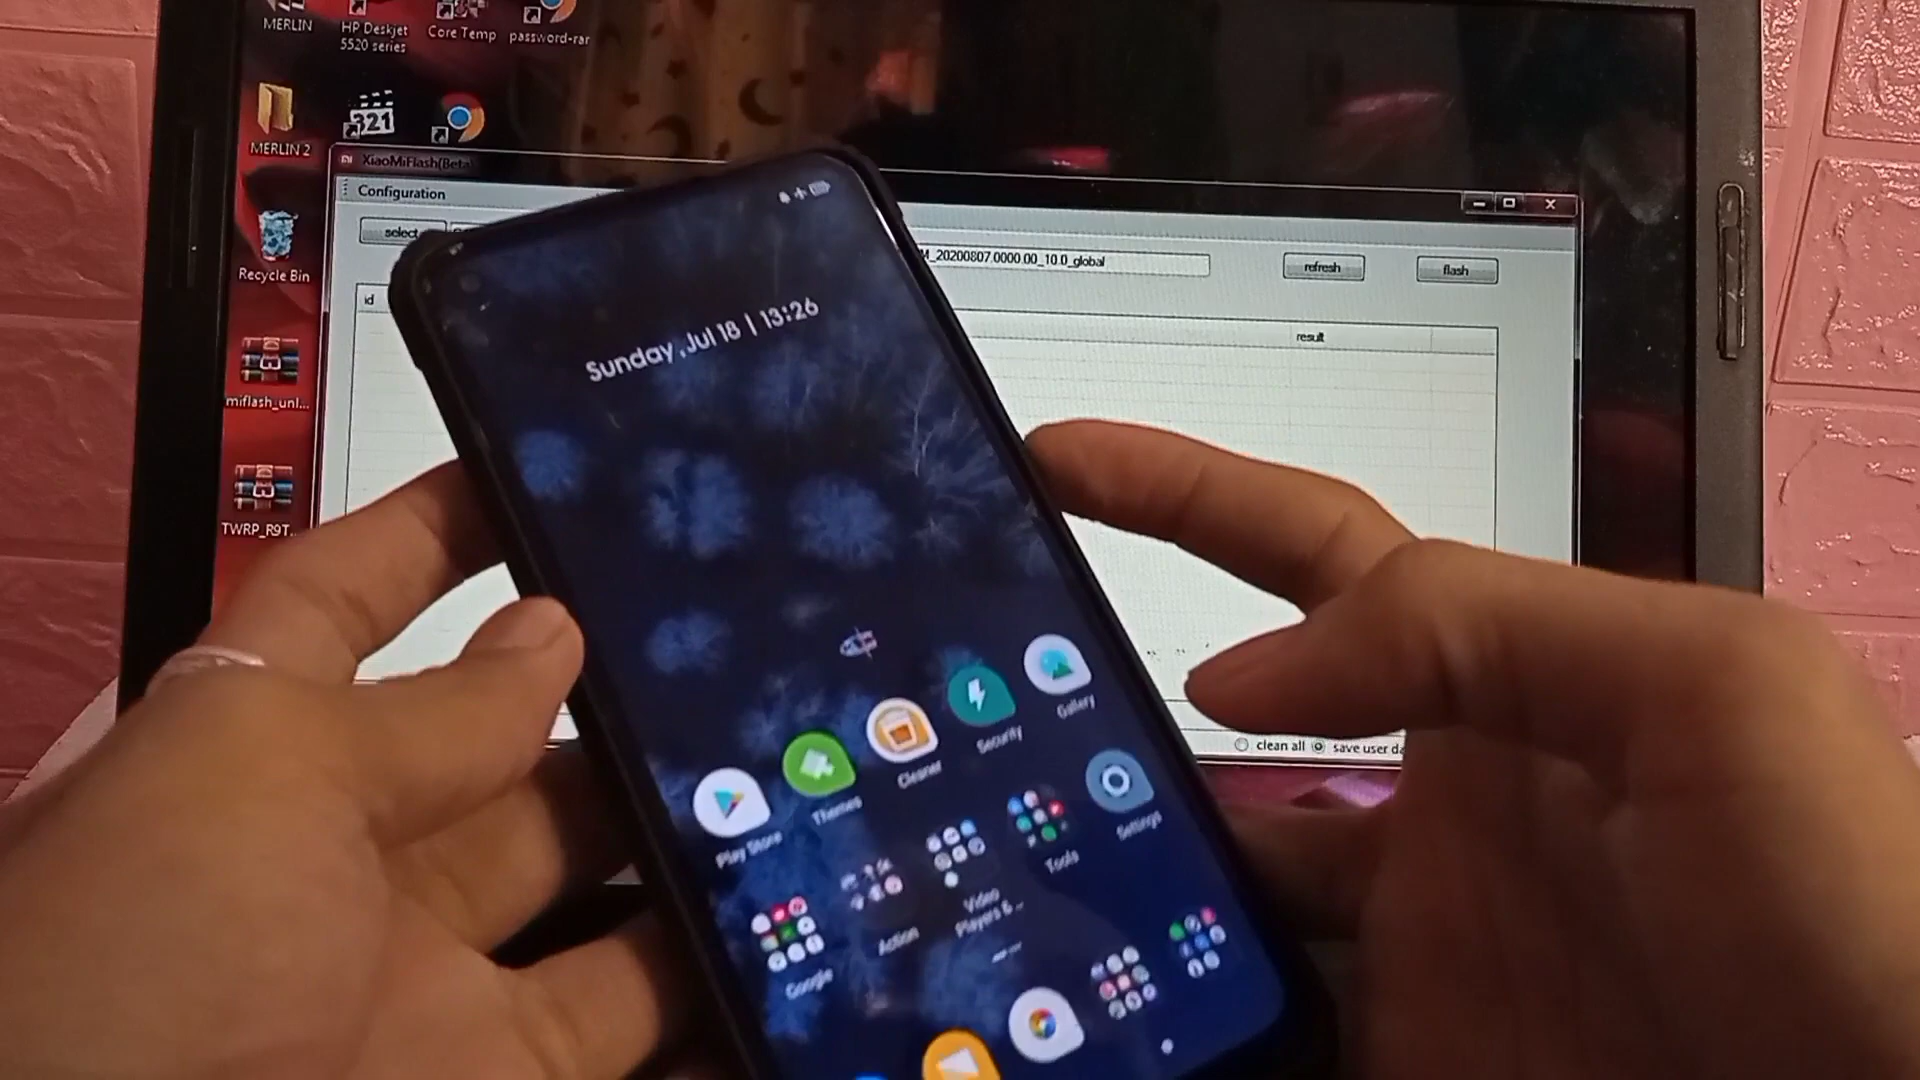 MERLIN
HP Deskjet
5520 series
Core Temp
password-rar
321
MERLIN 2
XiaoMiFlash(Beta
Configuration
select
M_20200807.0000.00_10.0_global
refresh
flash
Recycle Bin
id
result
miflash_unl...
TWRP_R9T...
Sunday ,Jul 18 | 13:26
Play Store
Themes
Cleaner
Security
Gallery
Google
Action
Video
Players & ...
Tools
Settings
clean all
save user da